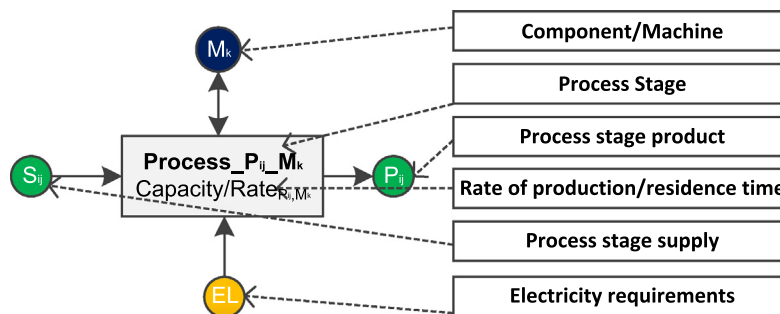 Mk
Component/Machine
Process Stage
Process_Pij_Mk
Capacity/RatePij,Mk
Sij
Pij
Process stage product
Rate of production/residence time
Process stage supply
EL
Electricity requirements